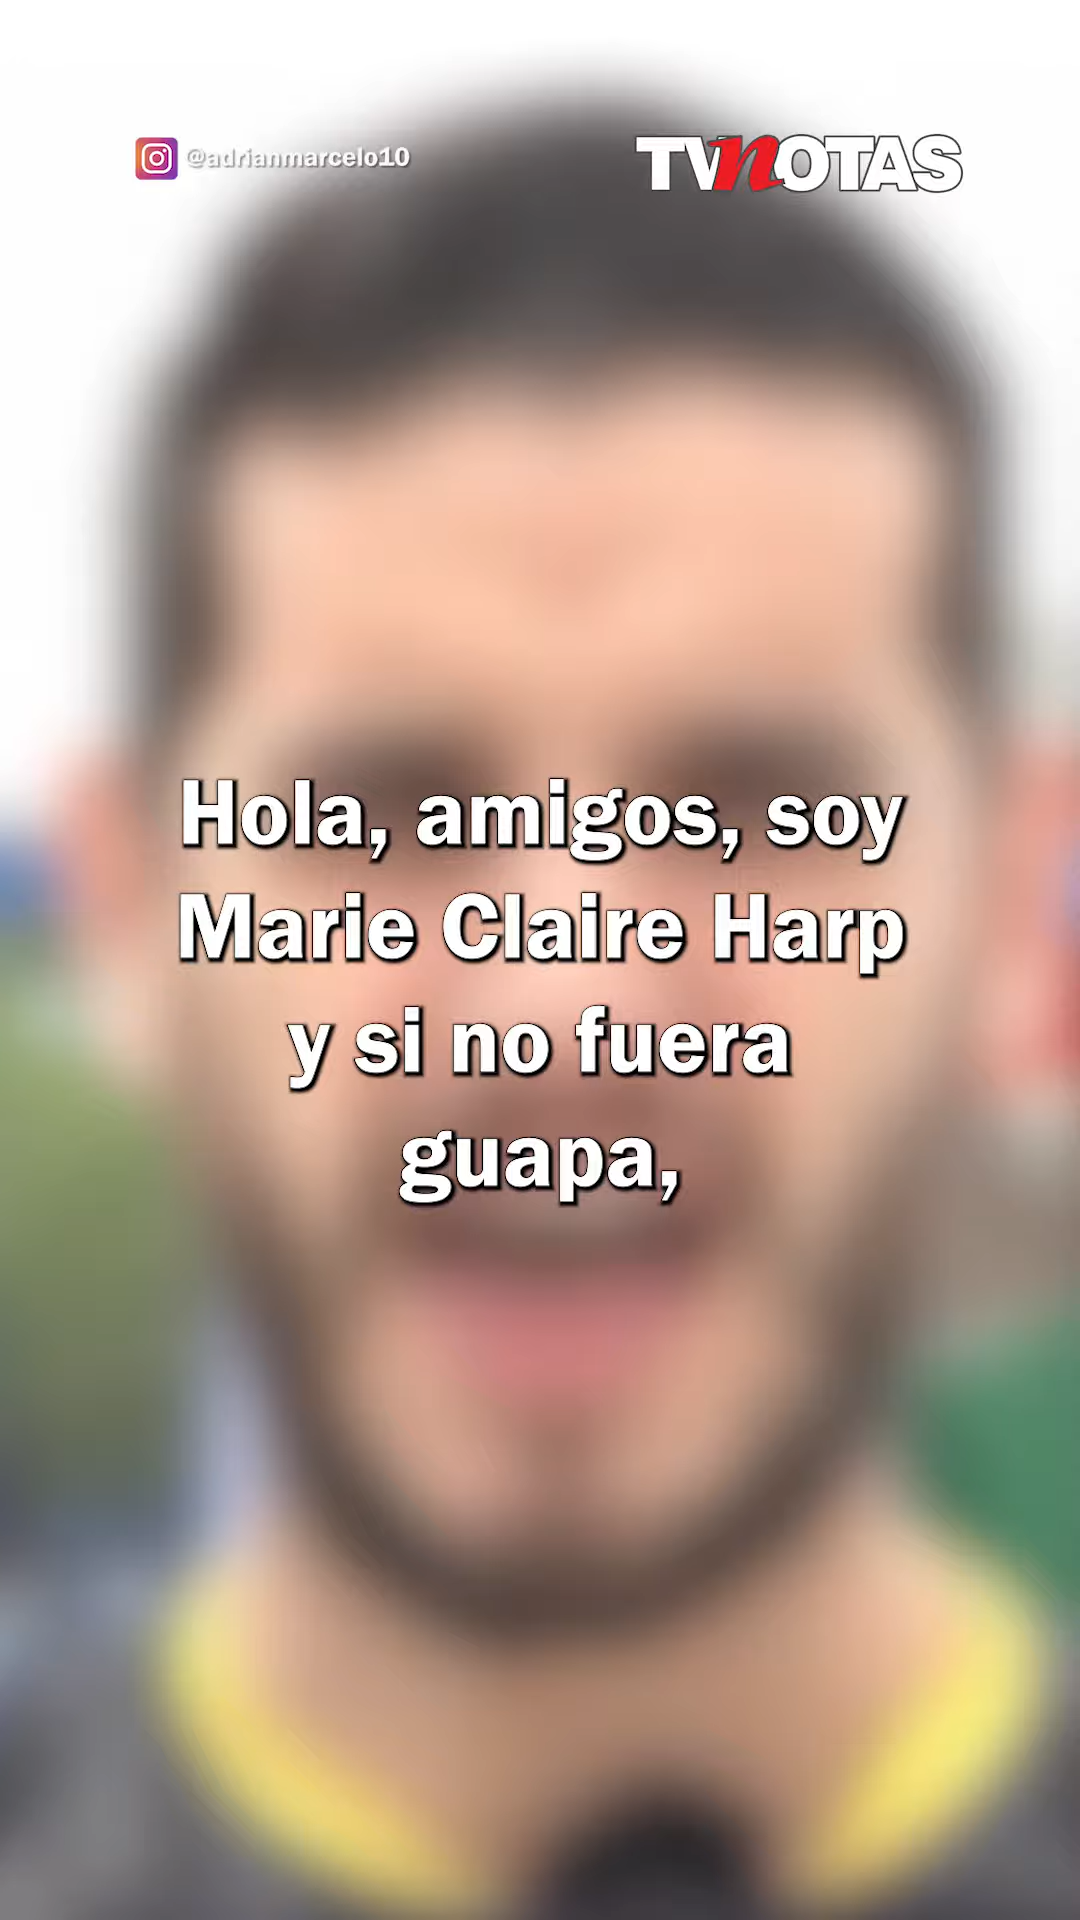 @adrianmarcelo10
TVnOTAS
Hola, amigos, soy
Marie Claire Harp
y si no fuera
guapa,